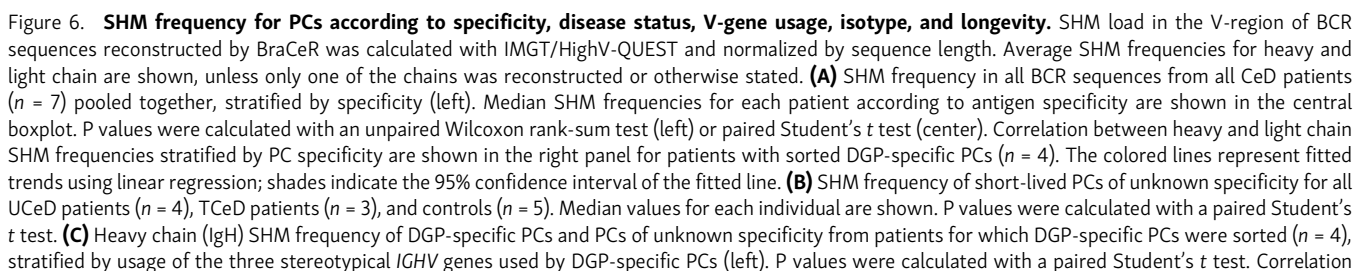 Figure 6. SHM frequency for PCs according to specificity, disease status, V-gene usage, isotype, and longevity. SHM load in the V-region of BCR
sequences reconstructed by BraCeR was calculated with IMGT/HighV-QUEST and normalized by sequence length. Average SHM frequencies for heavy and
light chain are shown, unless only one of the chains was reconstructed or otherwise stated. (A) SHM frequency in all BCR sequences from all CeD patients
(n = 7) pooled together, stratified by specificity (left). Median SHM frequencies for each patient according to antigen specificity are shown in the central
boxplot. P values were calculated with an unpaired Wilcoxon rank-sum test (left) or paired Student’s t test (center). Correlation between heavy and light chain
SHM frequencies stratified by PC specificity are shown in the right panel for patients with sorted DGP-specific PCs (n = 4). The colored lines represent fitted
trends using linear regression; shades indicate the 95% confidence interval of the fitted line. (B) SHM frequency of short-lived PCs of unknown specificity for all
UCeD patients (n = 4), TCeD patients (n = 3), and controls (n = 5). Median values for each individual are shown. P values were calculated with a paired Student’s
t test. (C) Heavy chain (IgH) SHM frequency of DGP-specific PCs and PCs of unknown specificity from patients for which DGP-specific PCs were sorted (n = 4),
stratified by usage of the three stereotypical IGHV genes used by DGP-specific PCs (left). P values were calculated with a paired Student’s t test. Correlation